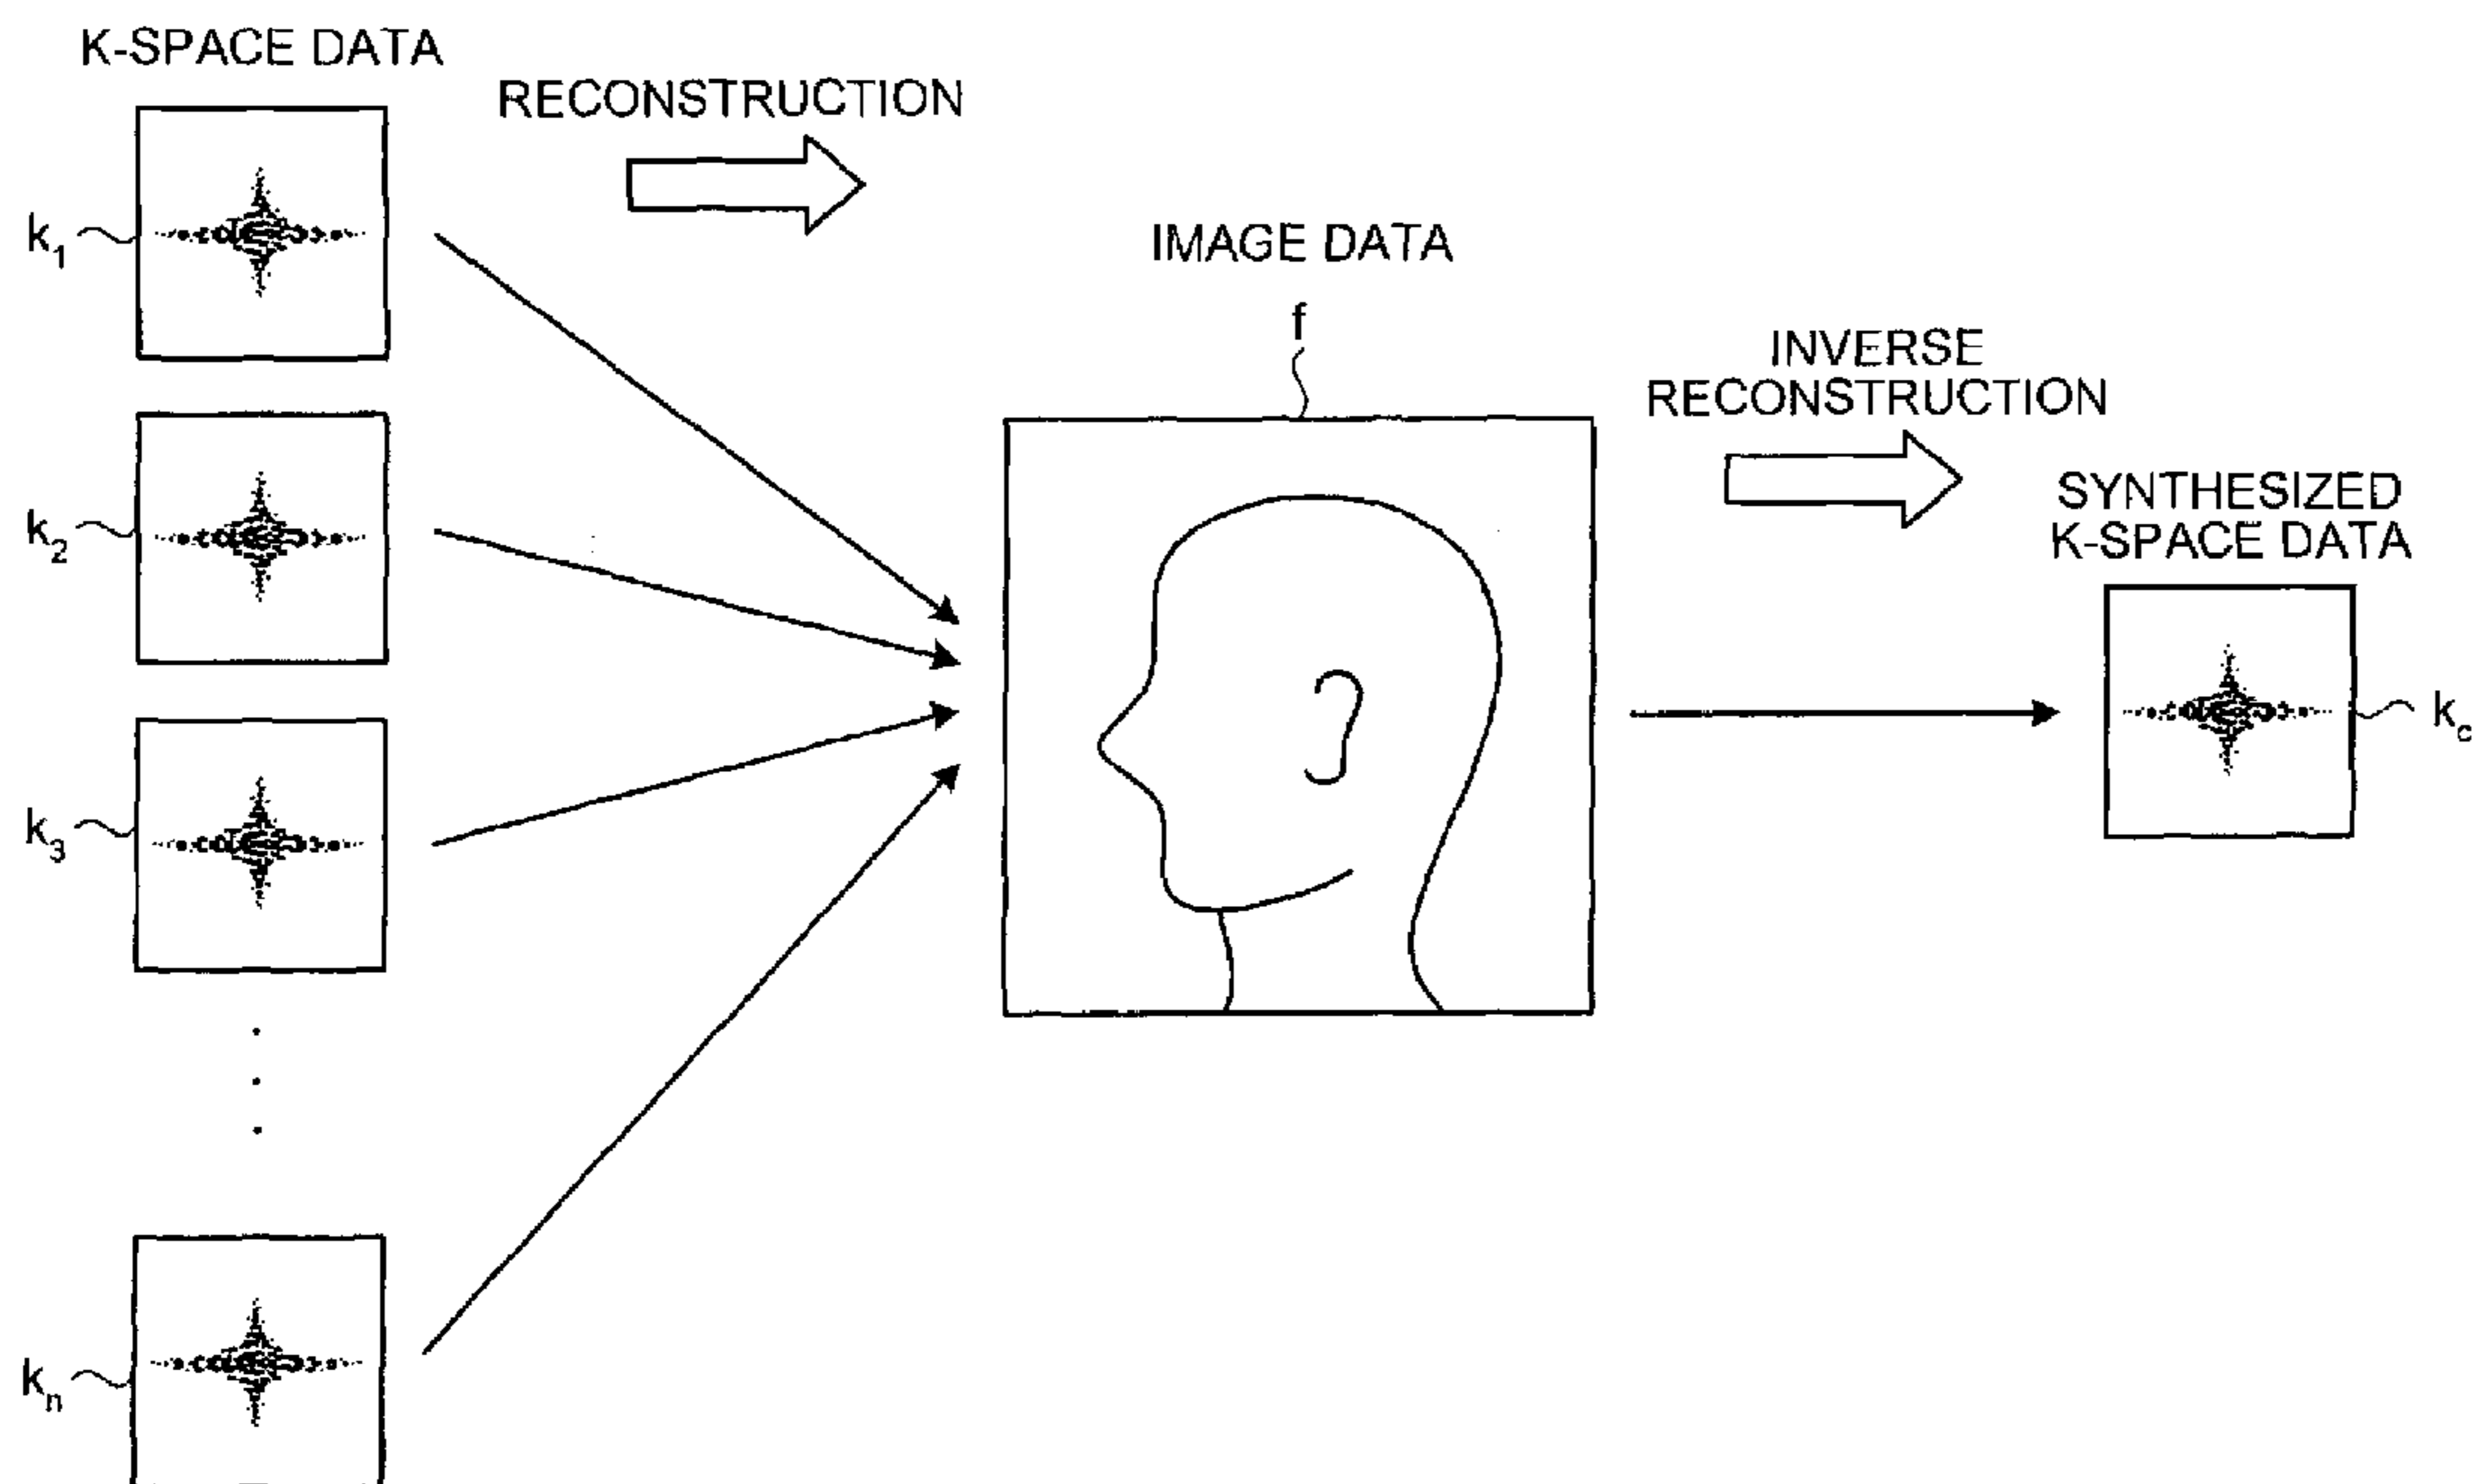 K-SPACE DATA
RECONSTRUCTION
k1
IMAGE DATA
f
INVERSE
RECONSTRUCTION
SYNTHESIZED
K-SPACE DATA
k2
kc
k3
kn